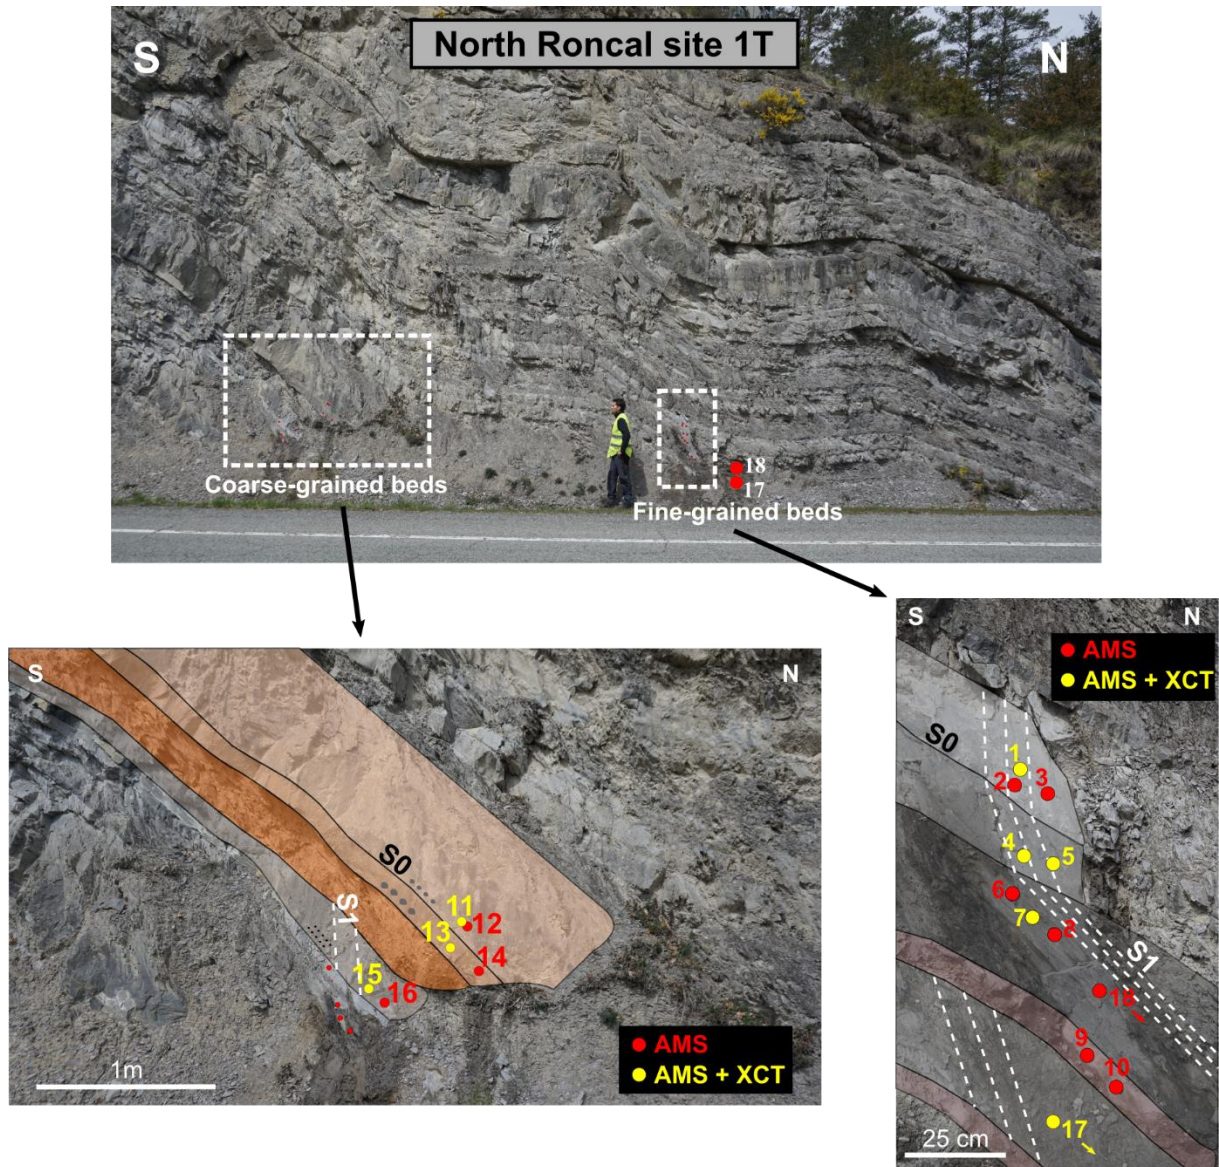 North Roncal site 1T
S
N
18
17
Coarse-grained beds
Fine-grained beds
S
N
S0
S1
11
12
13
14
15
16
1m
AMS
AMS + XCT
S
N
AMS
AMS + XCT
S0
1
2
3
4
5
6
7
8
S1
18
9
10
17
25 cm